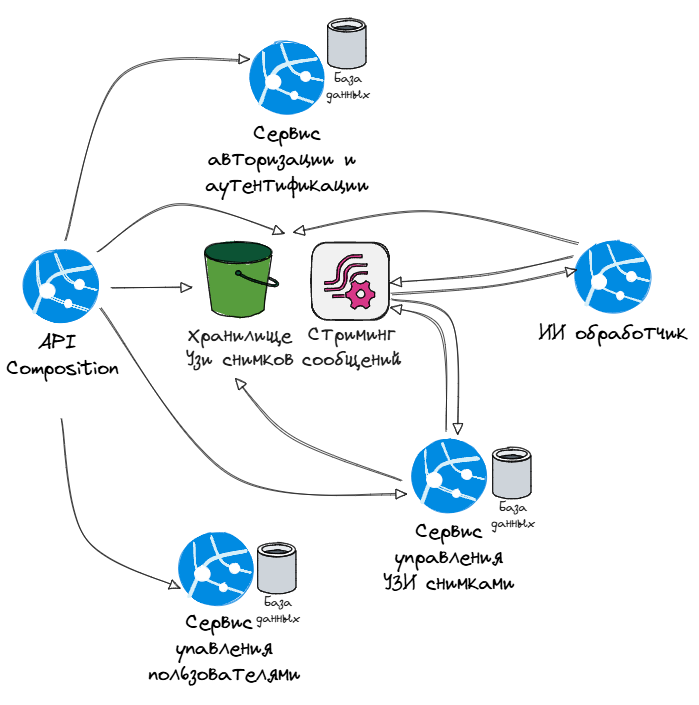 База
данных
Сервис
авторизации и
аутентификации
API
Composition
Хранилище
Узи снимков
Стриминг
сообщений
ИИ обработчик
База
данных
Сервис
управления
УЗИ снимками
База
данных
Сервис
упавления
пользователями